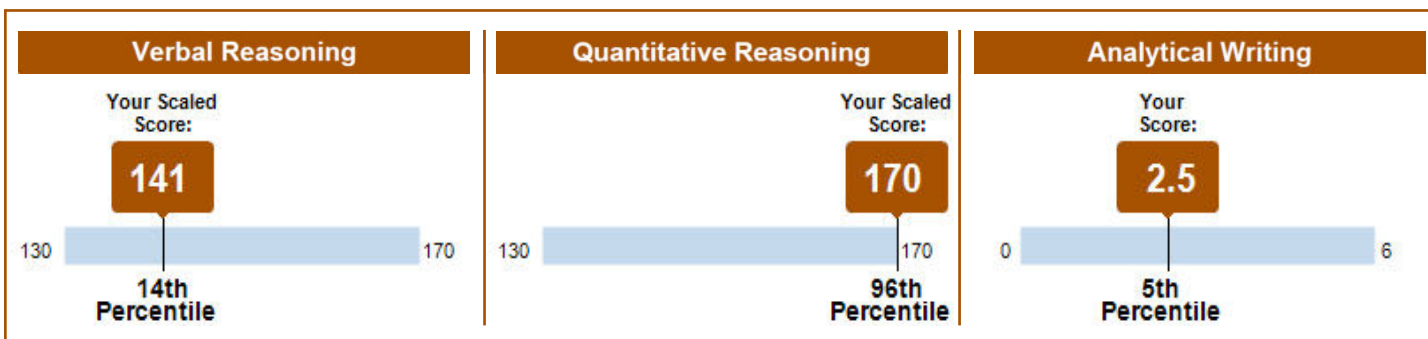 Verbal Reasoning
Your Scaled
Score:
141
130
170
14th
Percentile
Quantitative Reasoning
Your Scaled
Score:
170
130
170
96th
Percentile
Analytical Writing
Your
Score:
2.5
0
6
5th
Percentile